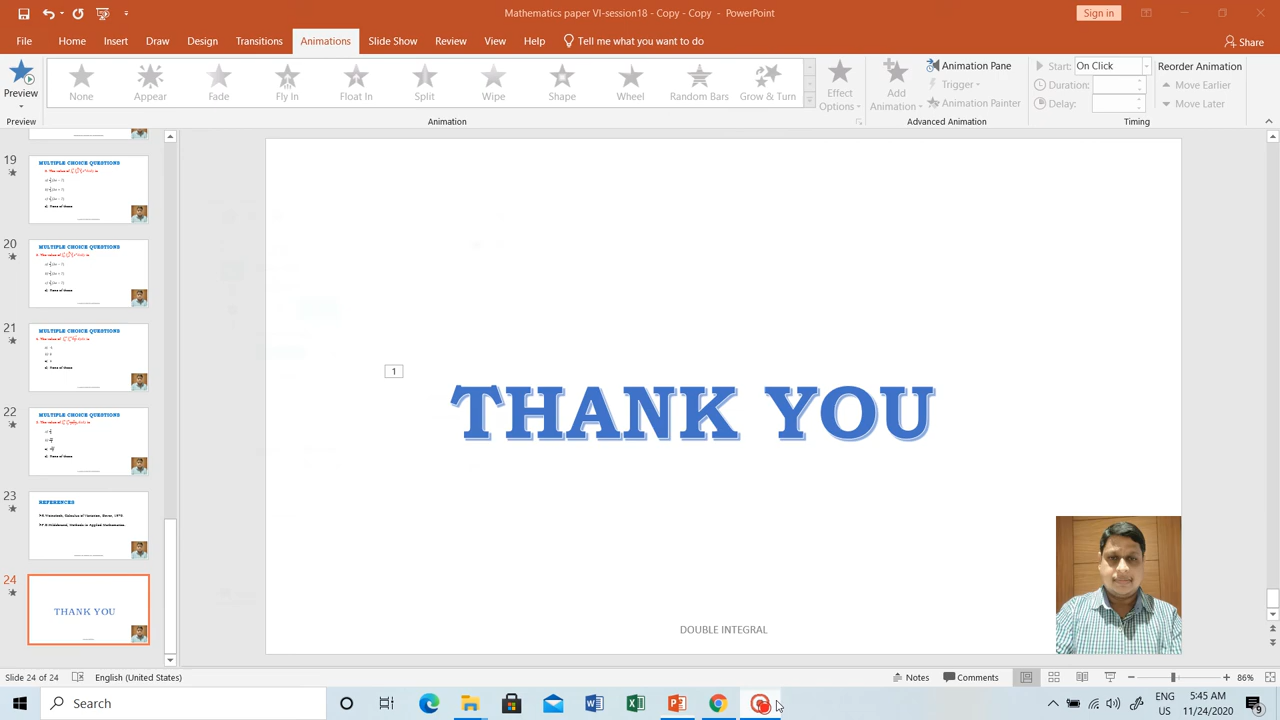 Mathematics paper VI-session18 - Copy - Copy - PowerPoint
Sign in
File Home Insert Draw Design Transitions Animations Slide Show Review View Help Tell me what you want to do
Share
Preview
None Appear Fade Fly In Float In Split Wipe Shape Wheel Random Bars Grow & Turn
Effect Options
Add Animation
Animation Pane
Trigger
Animation Painter
Start: On Click
Duration:
Delay:
Reorder Animation
Move Earlier
Move Later
Preview Animation Advanced Animation Timing
19
MULTIPLE CHOICE QUESTIONS
20
MULTIPLE CHOICE QUESTIONS
21
MULTIPLE CHOICE QUESTIONS
22
MULTIPLE CHOICE QUESTIONS
23
REFERENCES
24
THANK YOU
1
THANK YOU
DOUBLE INTEGRAL
Slide 24 of 24
English (United States)
Notes
Comments
86%
Search
ENG
US
5:45 AM
11/24/2020
9